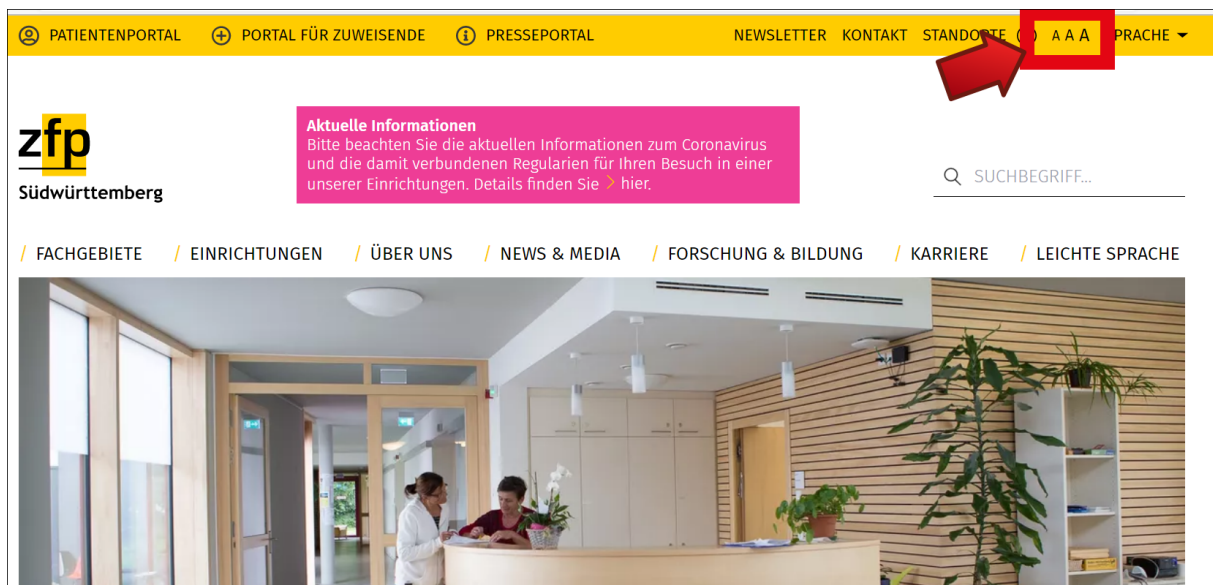 PATIENTENPORTAL PORTAL FÜR ZUWEISENDE PRESSEPORTAL NEWSLETTER KONTAKT STANDORTE A A A SPRACHE
zfp
Südwürttemberg
Aktuelle Informationen
Bitte beachten Sie die aktuellen Informationen zum Coronavirus
und die damit verbundenen Regularien für Ihren Besuch in einer
unserer Einrichtungen. Details finden Sie > hier.
SUCHBEGRIFF...
/ FACHGEBIETE / EINRICHTUNGEN / ÜBER UNS / NEWS & MEDIA / FORSCHUNG & BILDUNG / KARRIERE / LEICHTE SPRACHE